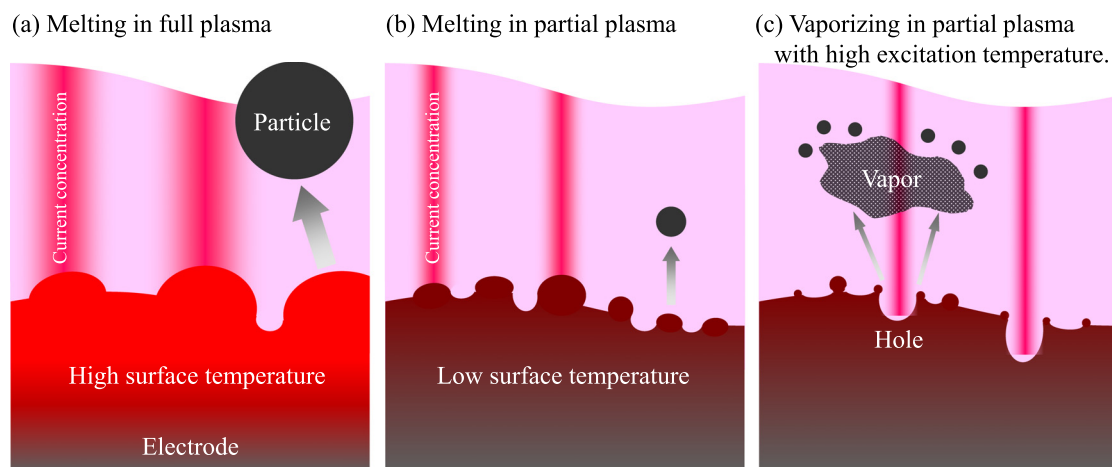 (a) Melting in full plasma
Particle
Current concentration
High surface temperature
Electrode
(b) Melting in partial plasma
Current concentration
Low surface temperature
(c) Vaporizing in partial plasma
with high excitation temperature.
Vapor
Hole